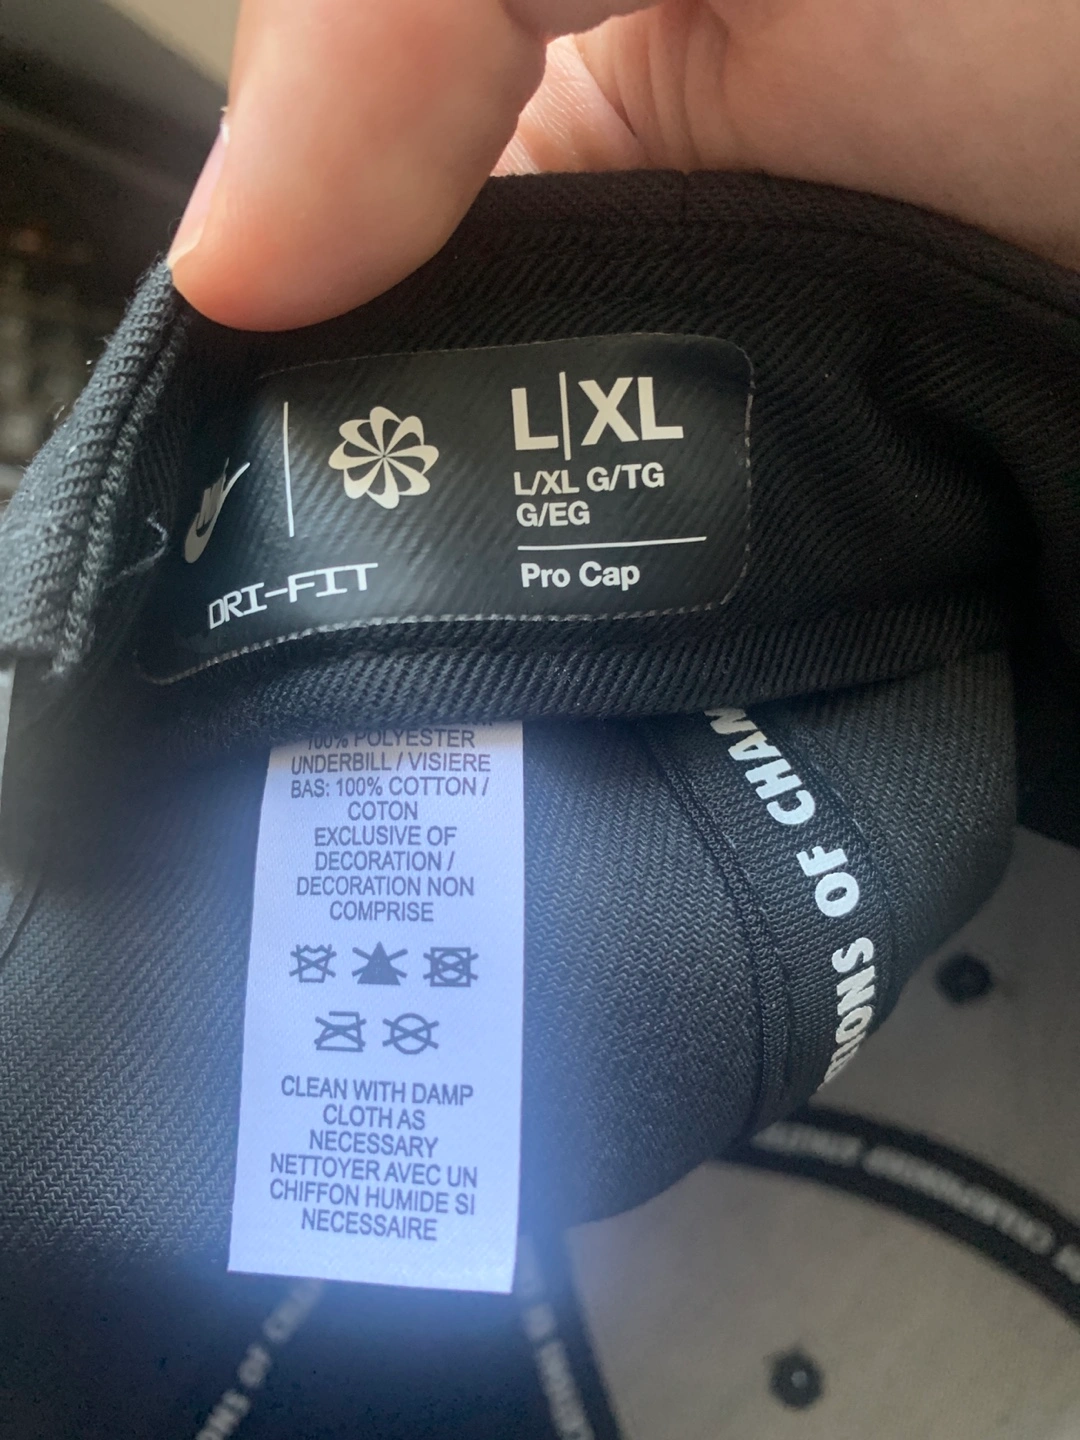 L|XL
L/XL G/TG
G/EG
Pro Cap
DRI-FIT
100% POLYESTER
UNDERBILL / VISIERE
BAS: 100% COTTON /
COTON
EXCLUSIVE OF
DECORATION /
DECORATION NON
COMPRISE
CLEAN WITH DAMP
CLOTH AS
NECESSARY
NETTOYER AVEC UN
CHIFFON HUMIDE SI
NECESSAIRE
OF CHAM